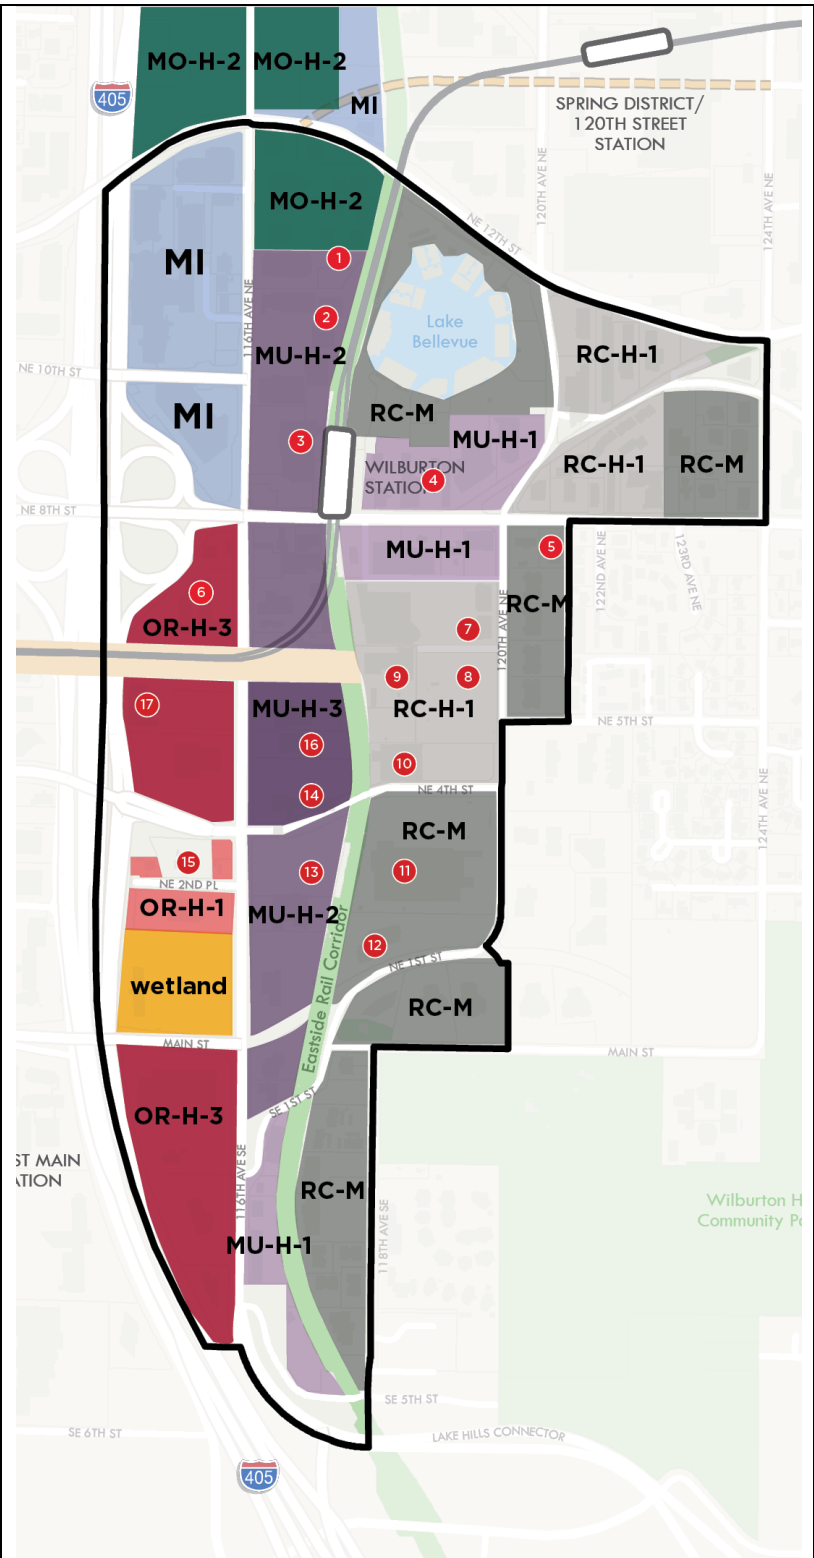 MO-H-2
MO-H-2
405
MI
SPRING DISTRICT/
120TH STREET
STATION
120TH AVE NE
124TH AVE NE
MO-H-2
NE 12TH ST
MI
1
116TH AVE NE
2
Lake
Bellevue
MU-H-2
RC-H-1
NE 10TH ST
MI
RC-M
3
MU-H-1
RC-H-1
RC-M
WILBURTON
STATION
4
NE 8TH ST
MU-H-1
5
122ND AVE NE
123RD AVE NE
6
RC-M
OR-H-3
7
120TH AVE NE
9
8
17
MU-H-3
RC-H-1
NE 5TH ST
16
10
14
NE 4TH ST
RC-M
124TH AVE NE
15
13
11
NE 2ND PL
OR-H-1
MU-H-2
12
Eastside Rail Corridor
NE 1ST ST
wetland
RC-M
MAIN ST
MAIN ST
SE 1ST ST
OR-H-3
ST MAIN
ATION
116TH AVE SE
RC-M
118TH AVE SE
Wilburton H
Community Pa
MU-H-1
SE 5TH ST
SE 6TH ST
LAKE HILLS CONNECTOR
405